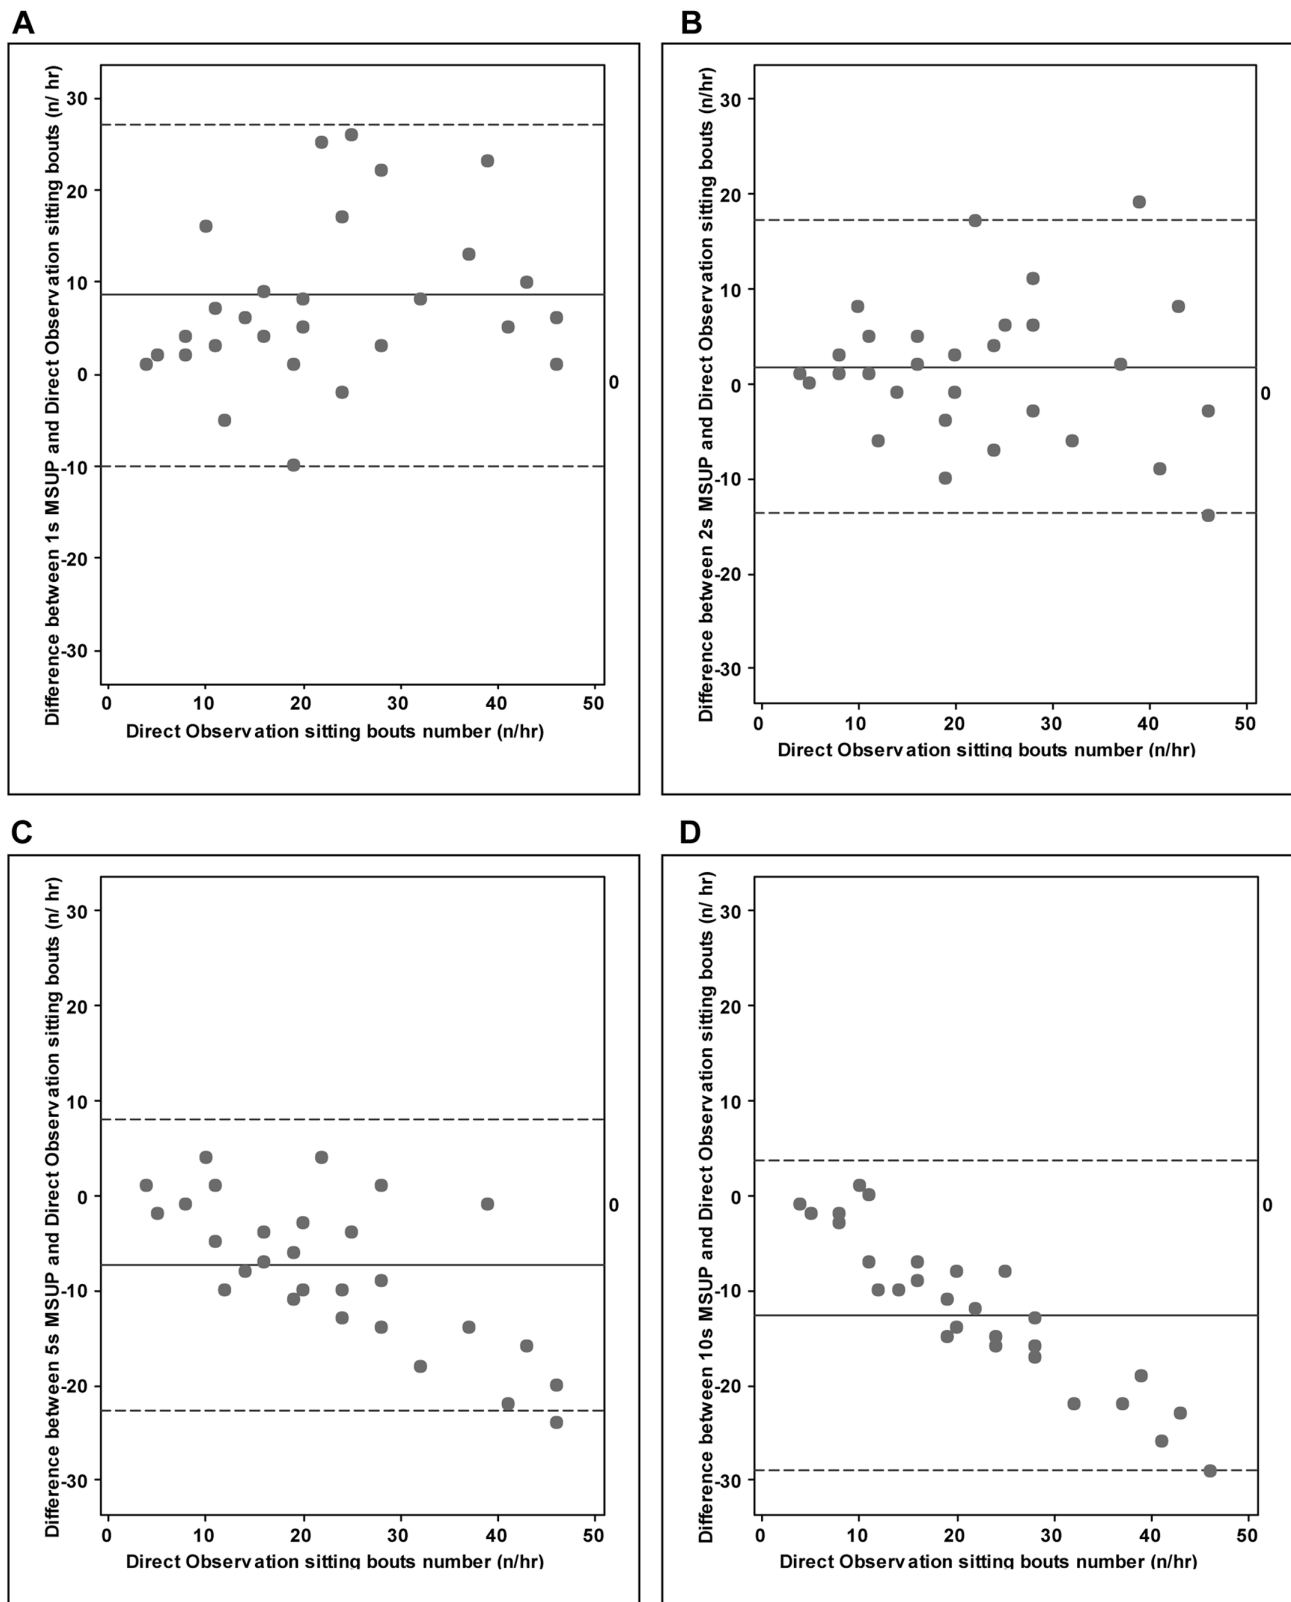 A
Difference between 1s MSUP and Direct Observation sitting bouts (n/ hr)
30
20
10
0
-10
-20
-30
0
0 10 20 30 40 50
Direct Observation sitting bouts number (n/hr)
B
Difference between 2s MSUP and Direct Observation sitting bouts (n/hr)
30
20
10
0
-10
-20
-30
0
0 10 20 30 40 50
Direct Observation sitting bouts number (n/hr)
C
Difference between 5s MSUP and Direct Observation sitting bouts (n/ hr)
30
20
10
0
-10
-20
-30
0
0 10 20 30 40 50
Direct Observation sitting bouts number (n/hr)
D
Difference between 10s MSUP and Direct Observation sitting bouts (n/ hr)
30
20
10
0
-10
-20
-30
0
0 10 20 30 40 50
Direct Observation sitting bouts number (n/hr)